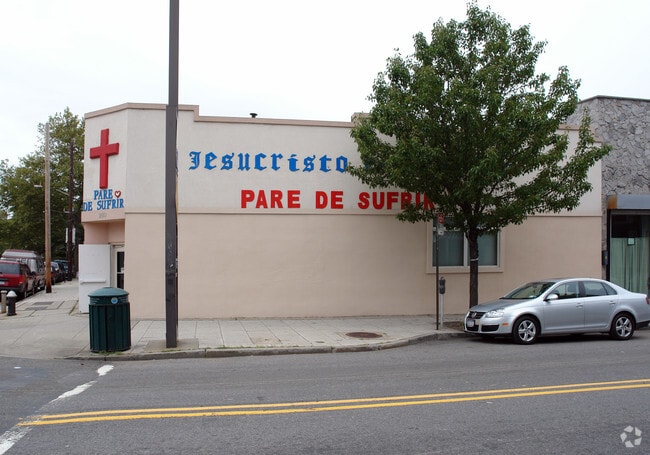 Jesucristo
PARE DE SUFRIR
PARE
DE SUFRIR